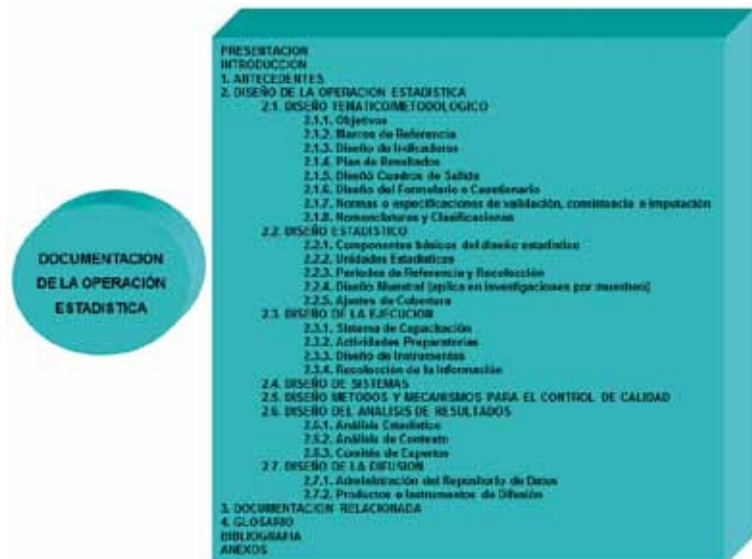 DOCUMENTACION
DE LA OPERACIÓN
ESTADISTICA
PRESENTACION
INTRODUCCIÓN
1. ANTECEDENTES
2. DISEÑO DE LA OPERACION ESTADISTICA
2.1. DISEÑO TEMATICO/METODOLOGICO
2.1.1. Objetivos
2.1.2. Marcos de Referencia
2.1.3. Diseño de Indicadores
2.1.4. Plan de Resultados
2.1.5. Diseño Cuadros de Salida
2.1.6. Diseño del Formulario o Cuestionario
2.1.7. Normas o especificaciones de validación, consistencia e imputación
2.1.8. Nomenclaturas y Clasificaciones
2.2. DISEÑO ESTADISTICO
2.2.1. Componentes básicos del diseño estadístico
2.2.2. Unidades Estadísticas
2.2.3. Periodos de Referencia y Recolección
2.2.4. Diseño Muestral (aplica en investigaciones por muestreo)
2.2.5. Ajustes de Cobertura
2.3. DISEÑO DE LA EJECUCION
2.3.1. Sistema de Capacitación
2.3.2. Actividades Preparatorias
2.3.3. Diseño de Instrumentos
2.3.4. Recolección de la Información
2.4. DISEÑO DE SISTEMAS
2.5. DISEÑO METODOS Y MECANISMOS PARA EL CONTROL DE CALIDAD
2.6. DISEÑO DEL ANALISIS DE RESULTADOS
2.6.1. Análisis Estadístico
2.6.2. Análisis de Contexto
2.6.3. Comités de Expertos
2.7. DISEÑO DE LA DIFUSION
2.7.1. Administración del Repositorio de Datos
2.7.2. Productos e Instrumentos de Difusión
3. DOCUMENTACION RELACIONADA
4. GLOSARIO
BIBLIOGRAFIA
ANEXOS